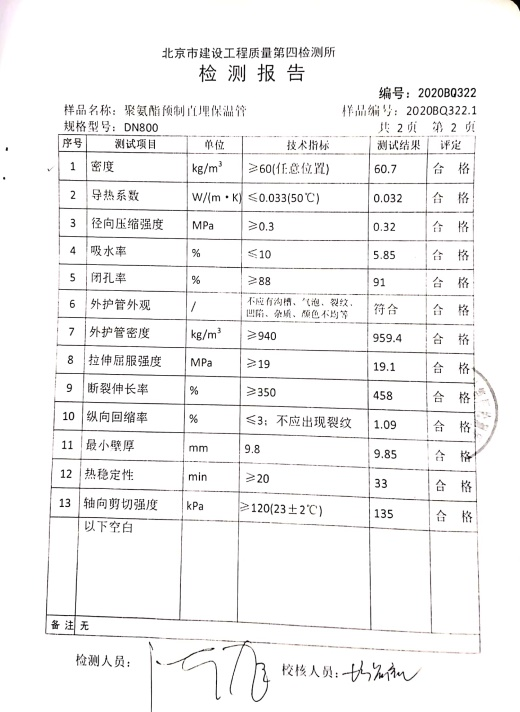 北京市建设工程质量第四检测所
检测报告
编号：2020BQ322
样品名称：聚氨酯预制直埋保温管 样品编号：2020BQ322.1
规格型号：DN800 共 2 页 第 2 页
序号 测试项目 单位 技术指标 测试结果 评定
1 密度 kg/m³ ≥60(任意位置) 60.7 合 格
2 导热系数 W/(m·K) ≤0.033(50℃) 0.032 合 格
3 径向压缩强度 MPa ≥0.3 0.32 合 格
4 吸水率 % ≤10 5.85 合 格
5 闭孔率 % ≥88 91 合 格
6 外护管外观 / 不应有沟槽、气泡、裂纹、 符合 合 格
凹陷、杂质、颜色不均等
7 外护管密度 kg/m³ ≥940 959.4 合 格
8 拉伸屈服强度 MPa ≥19 19.1 合 格
9 断裂伸长率 % ≥350 458 合 格
10 纵向回缩率 % ≤3；不应出现裂纹 1.09 合 格
11 最小壁厚 mm 9.8 9.85 合 格
12 热稳定性 min ≥20 33 合 格
13 轴向剪切强度 kPa ≥120(23±2℃) 135 合 格
以下空白
备注 无
检测人员：
校核人员：